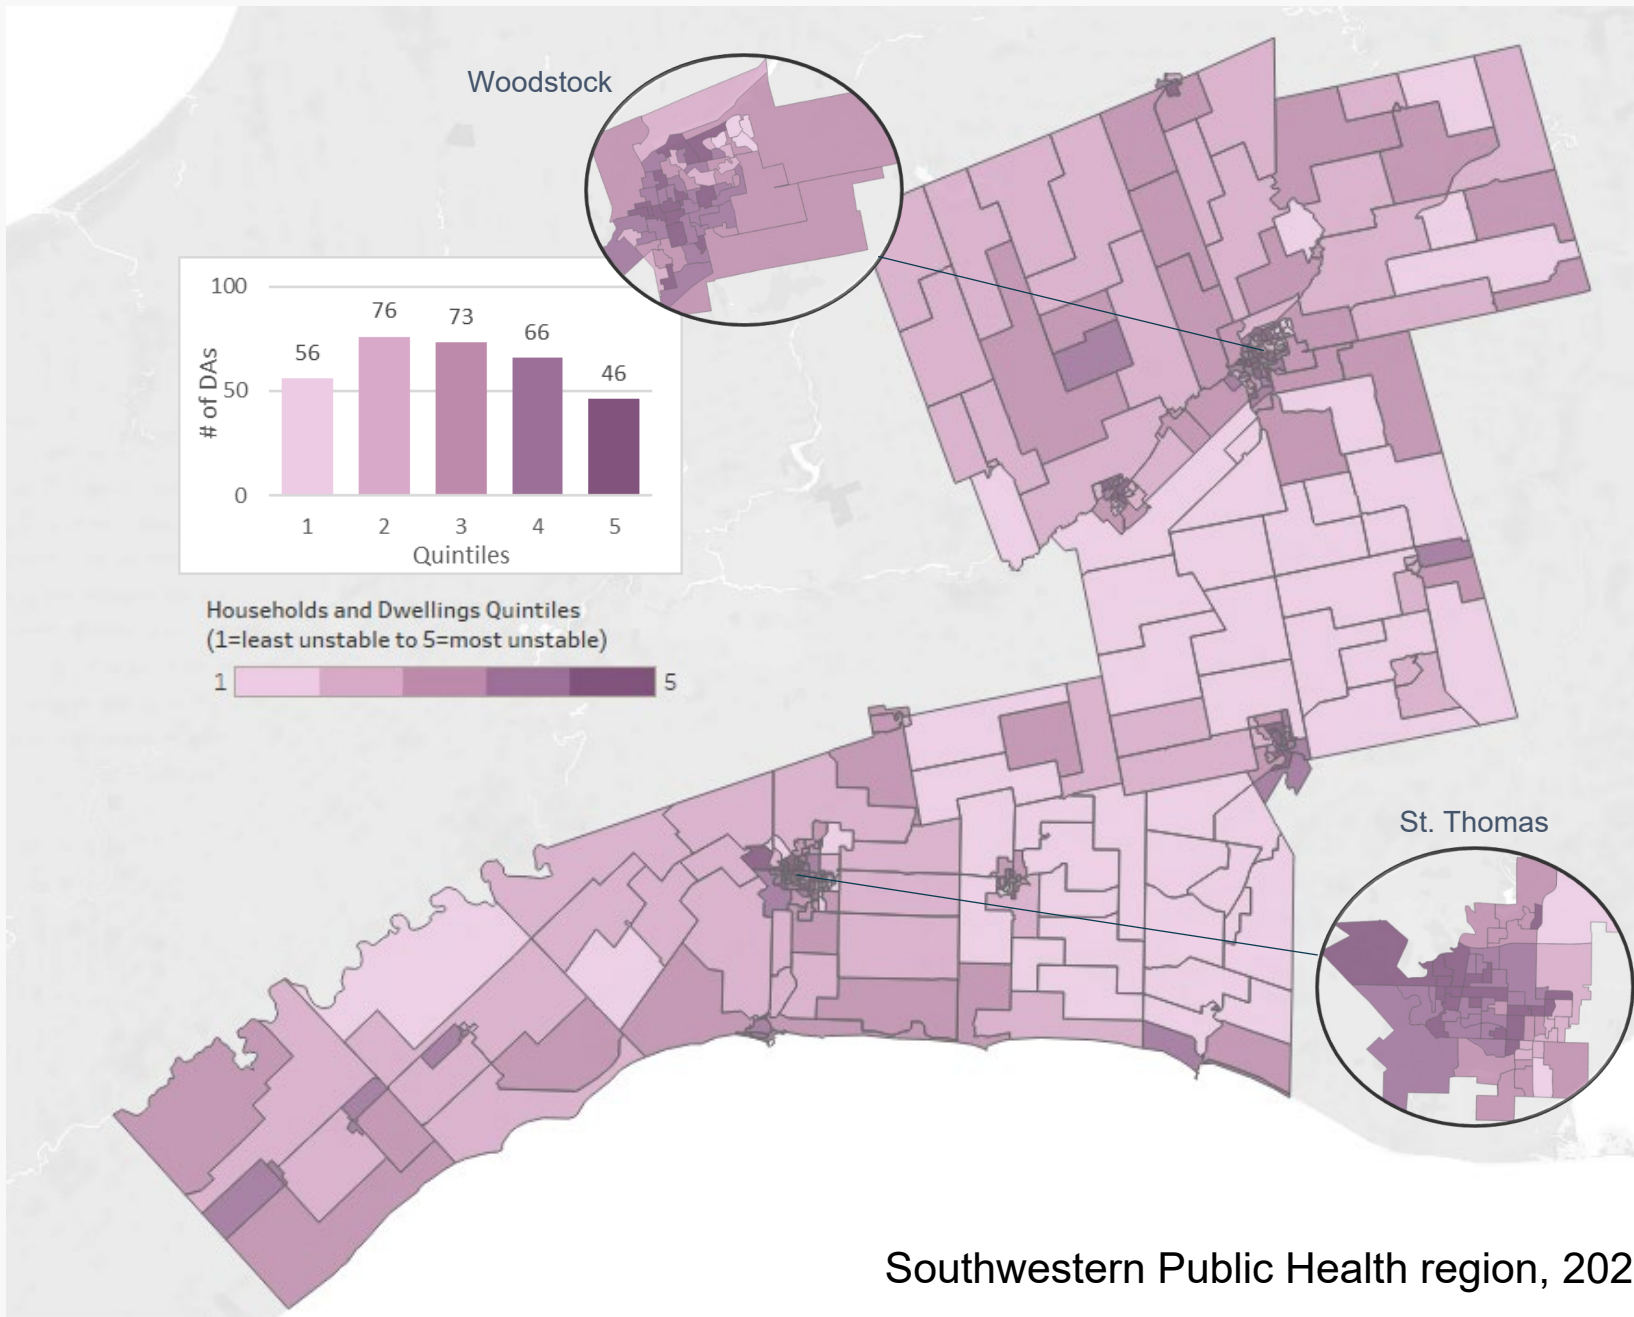 Woodstock
100
50
0
# of DAs
56
76
73
66
46
1
2
3
4
5
Quintiles
Households and Dwellings Quintiles
(1=least unstable to 5=most unstable)
1
5
St. Thomas
Southwestern Public Health region, 202